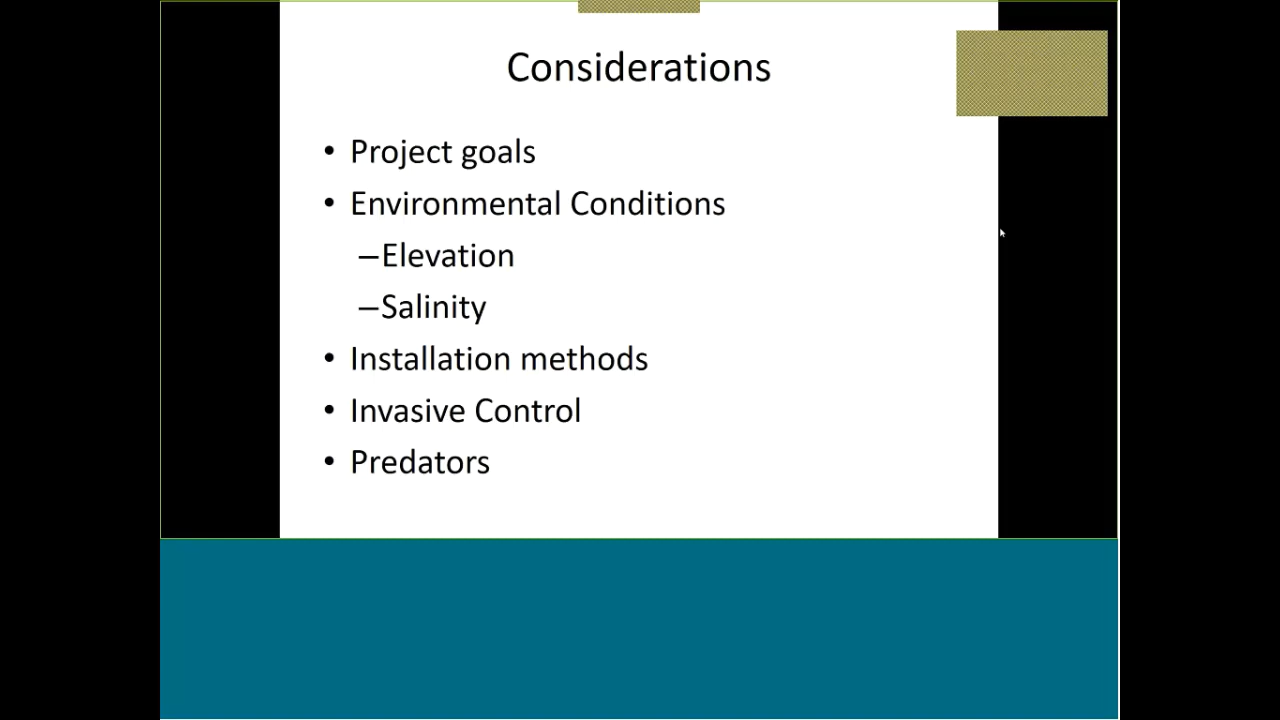 Considerations
• Project goals
• Environmental Conditions
–Elevation
–Salinity
• Installation methods
• Invasive Control
• Predators